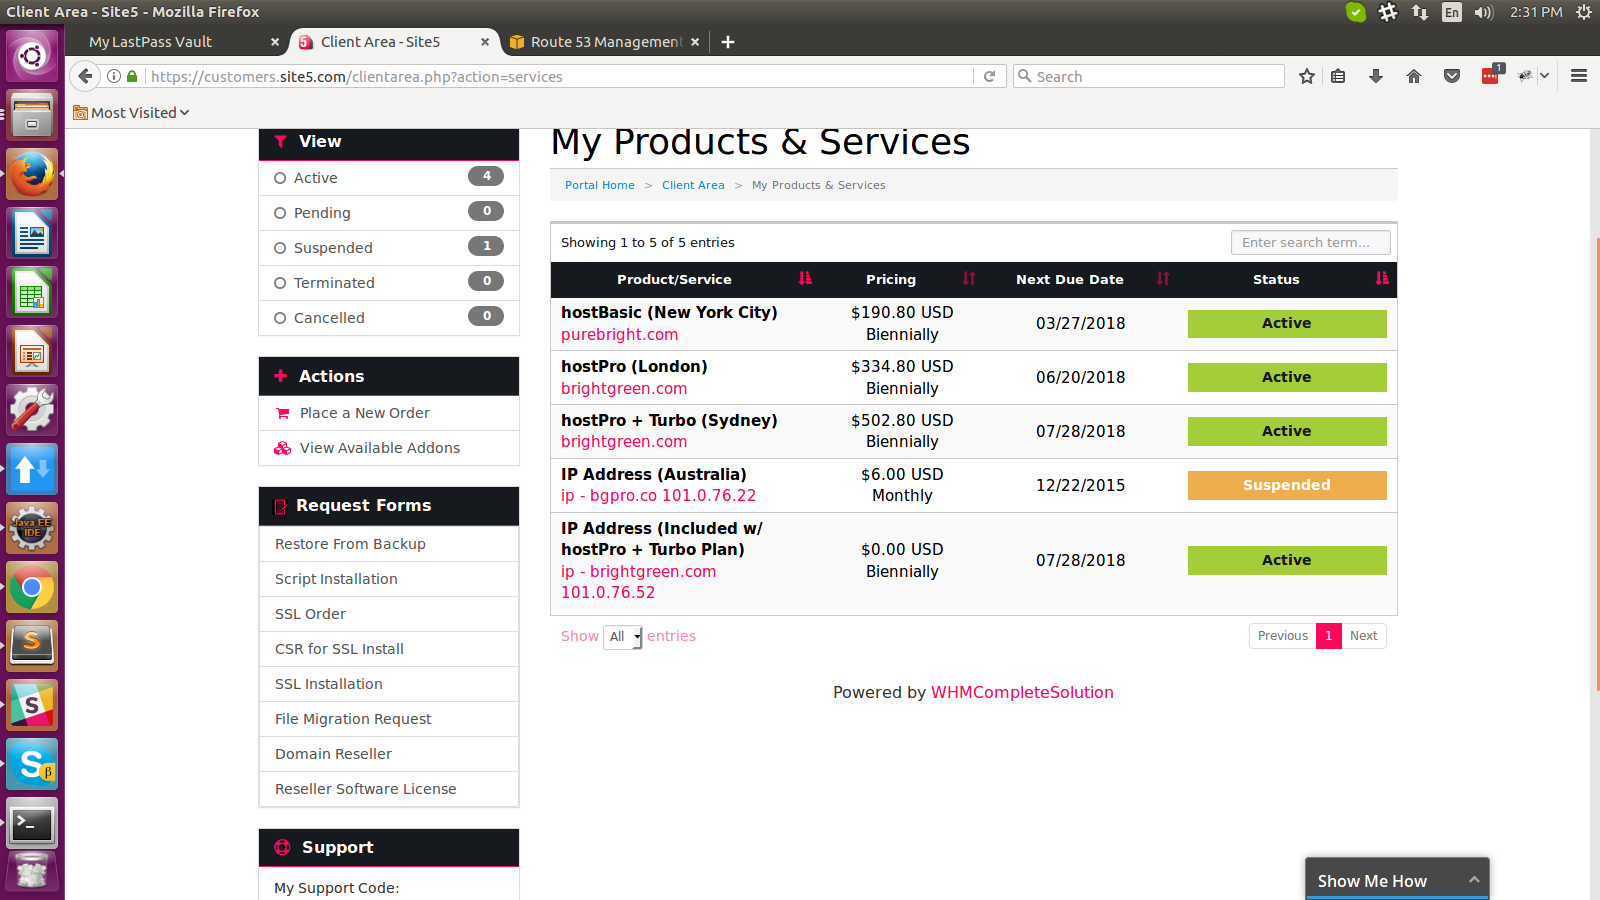 Client Area - Site5 - Mozilla Firefox
En
2:31 PM
My LastPass Vault
Client Area - Site5
Route 53 Management
https://customers.site5.com/clientarea.php?action=services
Search
1
Most Visited
View
Active 4
Pending 0
Suspended 1
Terminated 0
Cancelled 0
Actions
Place a New Order
View Available Addons
Request Forms
Restore From Backup
Script Installation
SSL Order
CSR for SSL Install
SSL Installation
File Migration Request
Domain Reseller
Reseller Software License
Support
My Support Code:
My Products & Services
Portal Home > Client Area > My Products & Services
Showing 1 to 5 of 5 entries
Enter search term...
Product/Service Pricing Next Due Date Status
hostBasic (New York City)
purebright.com
$190.80 USD
Biennially
03/27/2018
Active
hostPro (London)
brightgreen.com
$334.80 USD
Biennially
06/20/2018
Active
hostPro + Turbo (Sydney)
brightgreen.com
$502.80 USD
Biennially
07/28/2018
Active
IP Address (Australia)
ip - bgpro.co 101.0.76.22
$6.00 USD
Monthly
12/22/2015
Suspended
IP Address (Included w/
hostPro + Turbo Plan)
ip - brightgreen.com
101.0.76.52
$0.00 USD
Biennially
07/28/2018
Active
Show All entries
Previous 1 Next
Powered by WHMCompleteSolution
Show Me How
Java EE
IDE
S
S
S
β
>_